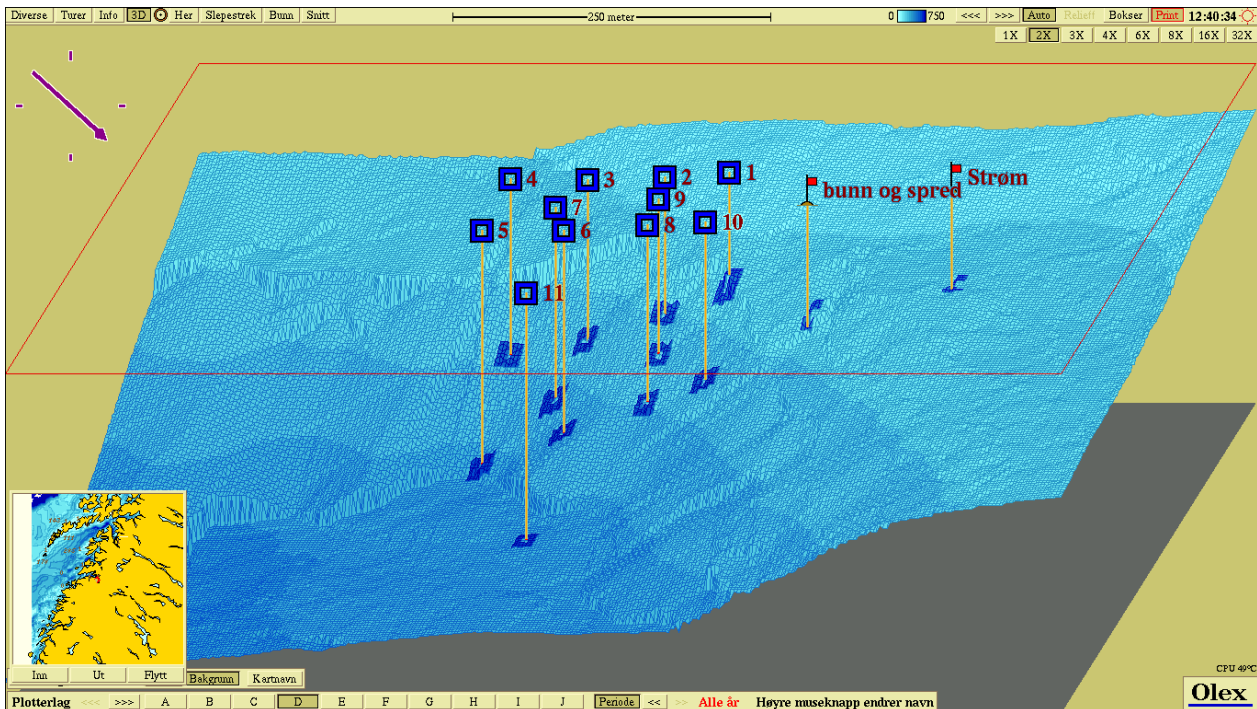 Diverse Turer Info 3D Her Slepestrek Bunn Snitt 250 meter 0 750 <<< >>> Auto Relieff Bokser Print 12:40:34
1X 2X 3X 4X 6X 8X 16X 32X
4 3 2 1 Strøm
bunn og spred
7 9
5 6 8 10
11
Inn Ut Flytt Bakgrunn Kartnavn
CPU 49°C
Plotterlag <<< >>> A B C D E F G H I J Periode << >> Alle år Høyre museknapp endrer navn
Olex